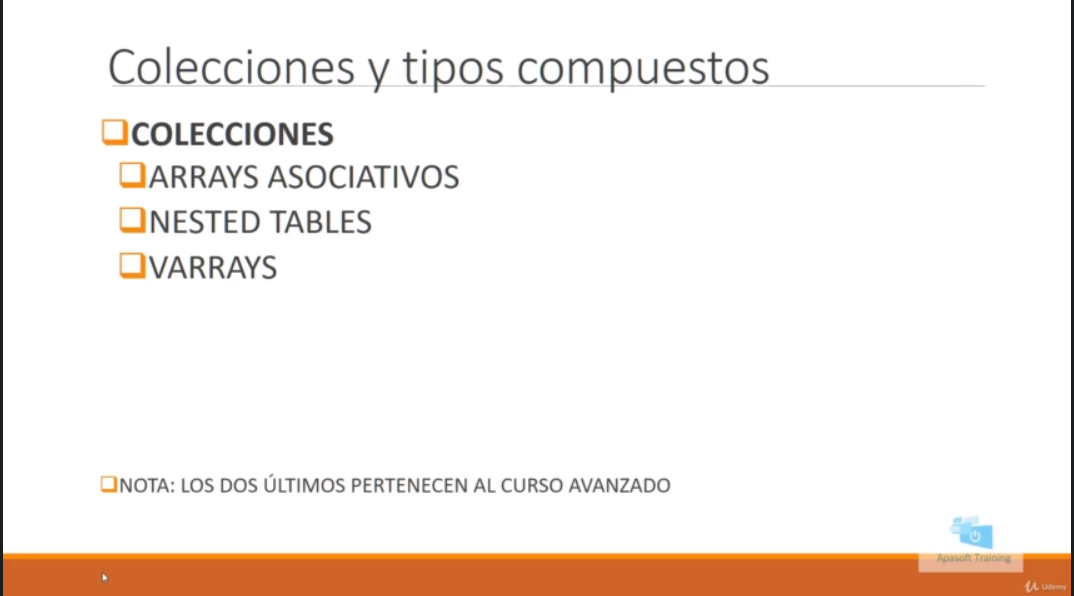 Colecciones y tipos compuestos
COLECCIONES
ARRAYS ASOCIATIVOS
NESTED TABLES
VARRAYS
NOTA: LOS DOS ÚLTIMOS PERTENECEN AL CURSO AVANZADO
Apasoft Training
Udemy